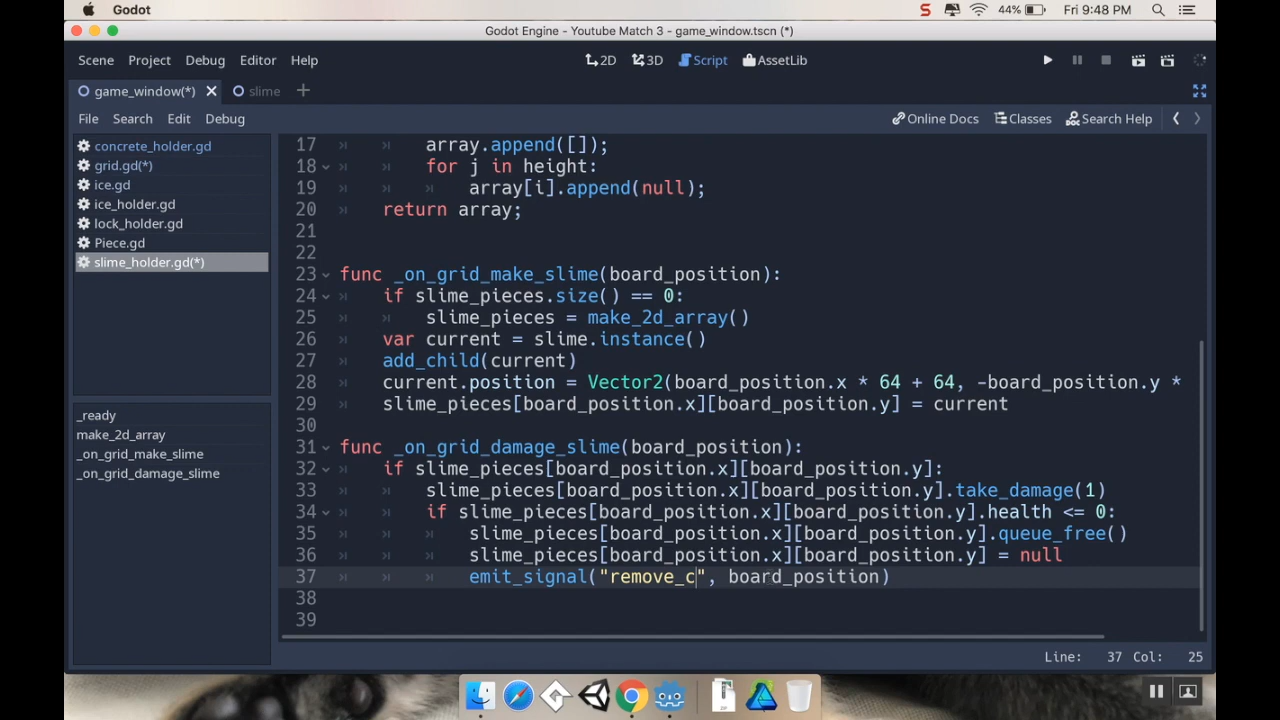 Godot
44%
Fri 9:48 PM
Godot Engine - Youtube Match 3 - game_window.tscn (*)
Scene Project Debug Editor Help
2D 3D Script AssetLib
game_window(*) slime
File Search Edit Debug
Online Docs Classes Search Help
concrete_holder.gd
grid.gd(*)
ice.gd
ice_holder.gd
lock_holder.gd
Piece.gd
slime_holder.gd(*)
_ready
make_2d_array
_on_grid_make_slime
_on_grid_damage_slime
17 array.append([]);
18 for j in height:
19 array[i].append(null);
20 return array;
21
22
23 func _on_grid_make_slime(board_position):
24 if slime_pieces.size() == 0:
25 slime_pieces = make_2d_array()
26 var current = slime.instance()
27 add_child(current)
28 current.position = Vector2(board_position.x * 64 + 64, -board_position.y *
29 slime_pieces[board_position.x][board_position.y] = current
30
31 func _on_grid_damage_slime(board_position):
32 if slime_pieces[board_position.x][board_position.y]:
33 slime_pieces[board_position.x][board_position.y].take_damage(1)
34 if slime_pieces[board_position.x][board_position.y].health <= 0:
35 slime_pieces[board_position.x][board_position.y].queue_free()
36 slime_pieces[board_position.x][board_position.y] = null
37 emit_signal("remove_c", board_position)
38
39
Line: 37 Col: 25